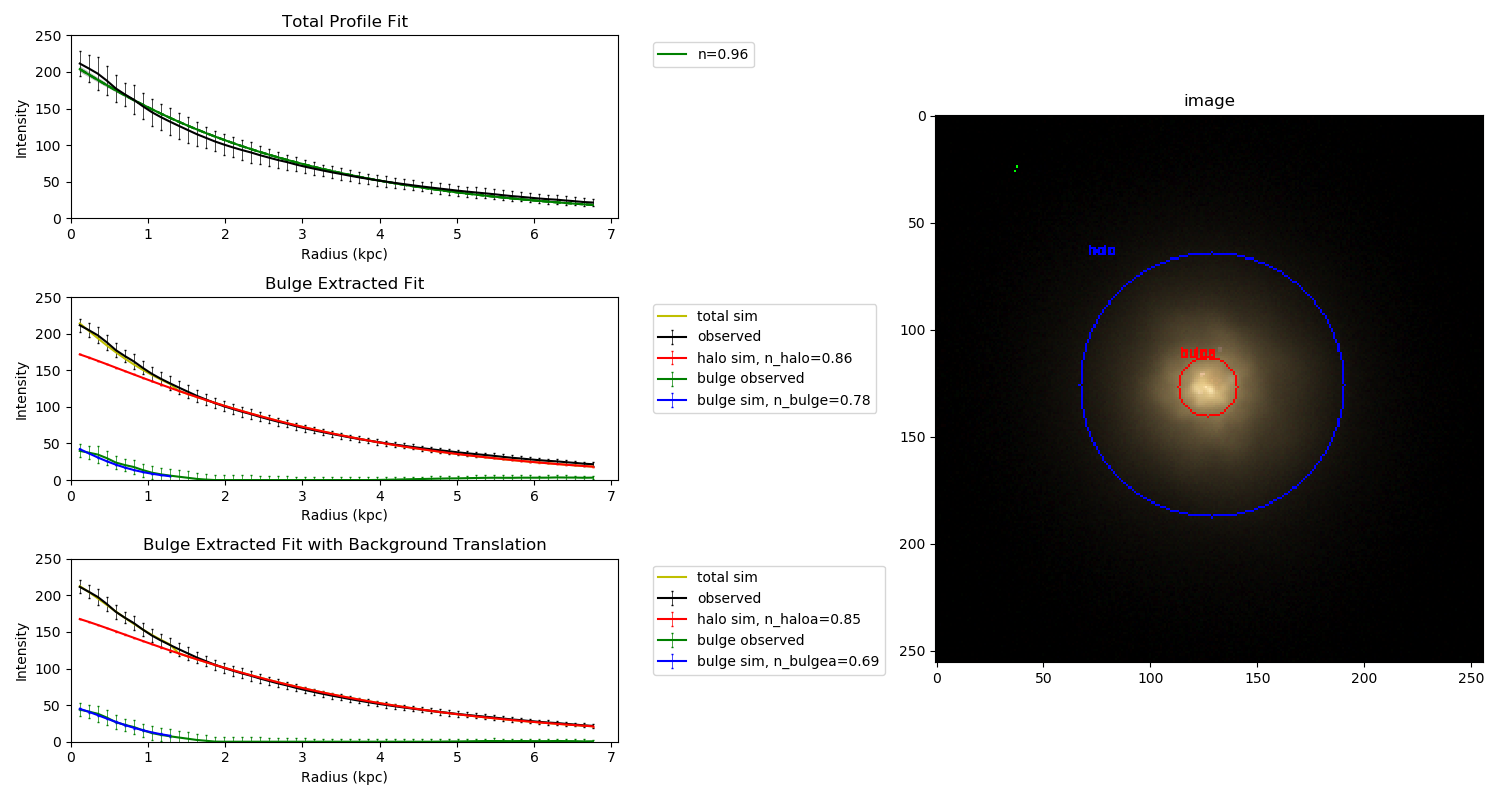 Total Profile Fit
250
200
150
100
50
0
Intensity
0 1 2 3 4 5 6 7
Radius (kpc)
n=0.96
Bulge Extracted Fit
250
200
150
100
50
0
Intensity
0 1 2 3 4 5 6 7
Radius (kpc)
total sim
observed
halo sim, n_halo=0.86
bulge observed
bulge sim, n_bulge=0.78
Bulge Extracted Fit with Background Translation
250
200
150
100
50
0
Intensity
0 1 2 3 4 5 6 7
Radius (kpc)
total sim
observed
halo sim, n_haloa=0.85
bulge observed
bulge sim, n_bulgea=0.69
image
0
50
100
150
200
250
0 50 100 150 200 250